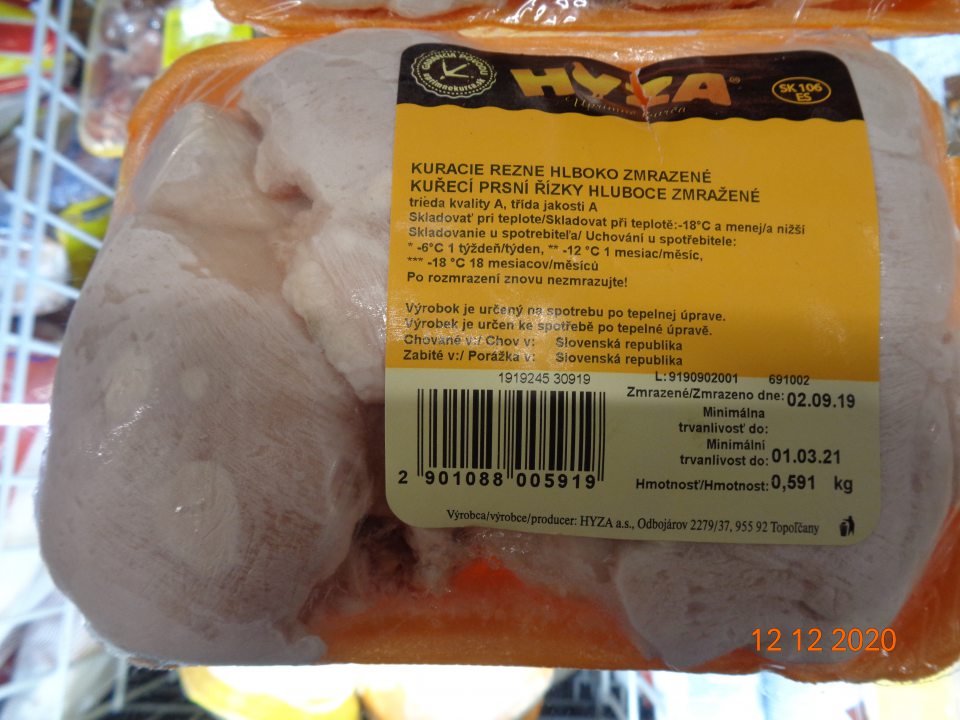 GARANCIA PÔVODU
HYZA®
Úprimné kurča
SK 106
ES
KURACIE REZNE HLBOKO ZMRAZENÉ
KUŘECÍ PRSNÍ ŘÍZKY HLUBOCE ZMRAŽENÉ
trieda kvality A, třída jakosti A
Skladovať pri teplote/Skladovat při teplotě:-18°C a menej/a nižší
Skladovanie u spotrebiteľa/ Uchování u spotřebitele:
* -6°C 1 týždeň/týden, ** -12 °C 1 mesiac/měsíc,
*** -18 °C 18 mesiacov/měsíců
Po rozmrazení znovu nezmrazujte!
Výrobok je určený na spotrebu po tepelnej úprave.
Výrobek je určen ke spotřebě po tepelné úpravě.
Chované v:/ Chov v: Slovenská republika
Zabité v:/ Porážka v: Slovenská republika
1919245 30919 L:9190902001 691002
Zmrazené/Zmrazeno dne: 02.09.19
Minimálna
trvanlivosť do:
Minimální
trvanlivost do: 01.03.21
Hmotnosť/Hmotnost: 0,591 kg
2 901088 005919
Výrobca/výrobce/producer: HYZA a.s., Odbojárov 2279/37, 955 92 Topoľčany
12 12 2020